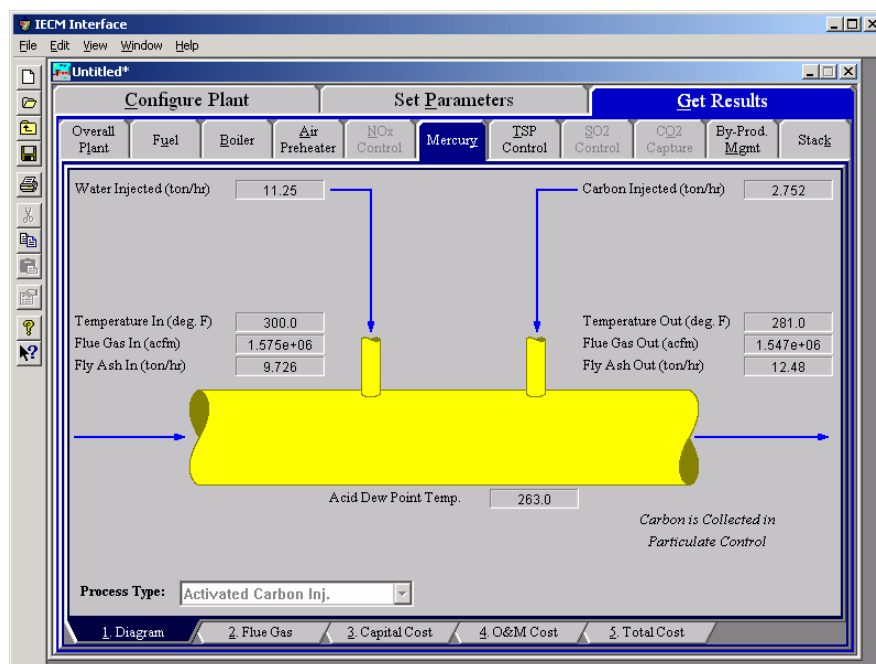 IECM Interface
File Edit View Window Help
Untitled*
Configure Plant Set Parameters Get Results
Overall Plant Fuel Boiler Air Preheater NOx Control Mercury TSP Control SO2 Control CO2 Capture By-Prod. Mgmt Stack
Water Injected (ton/hr) 11.25 Carbon Injected (ton/hr) 2.752
Temperature In (deg. F) 300.0 Temperature Out (deg. F) 281.0
Flue Gas In (acfm) 1.575e+06 Flue Gas Out (acfm) 1.547e+06
Fly Ash In (ton/hr) 9.726 Fly Ash Out (ton/hr) 12.48
Acid Dew Point Temp. 263.0
Carbon is Collected in
Particulate Control
Process Type: Activated Carbon Inj.
1. Diagram 2. Flue Gas 3. Capital Cost 4. O&M Cost 5. Total Cost